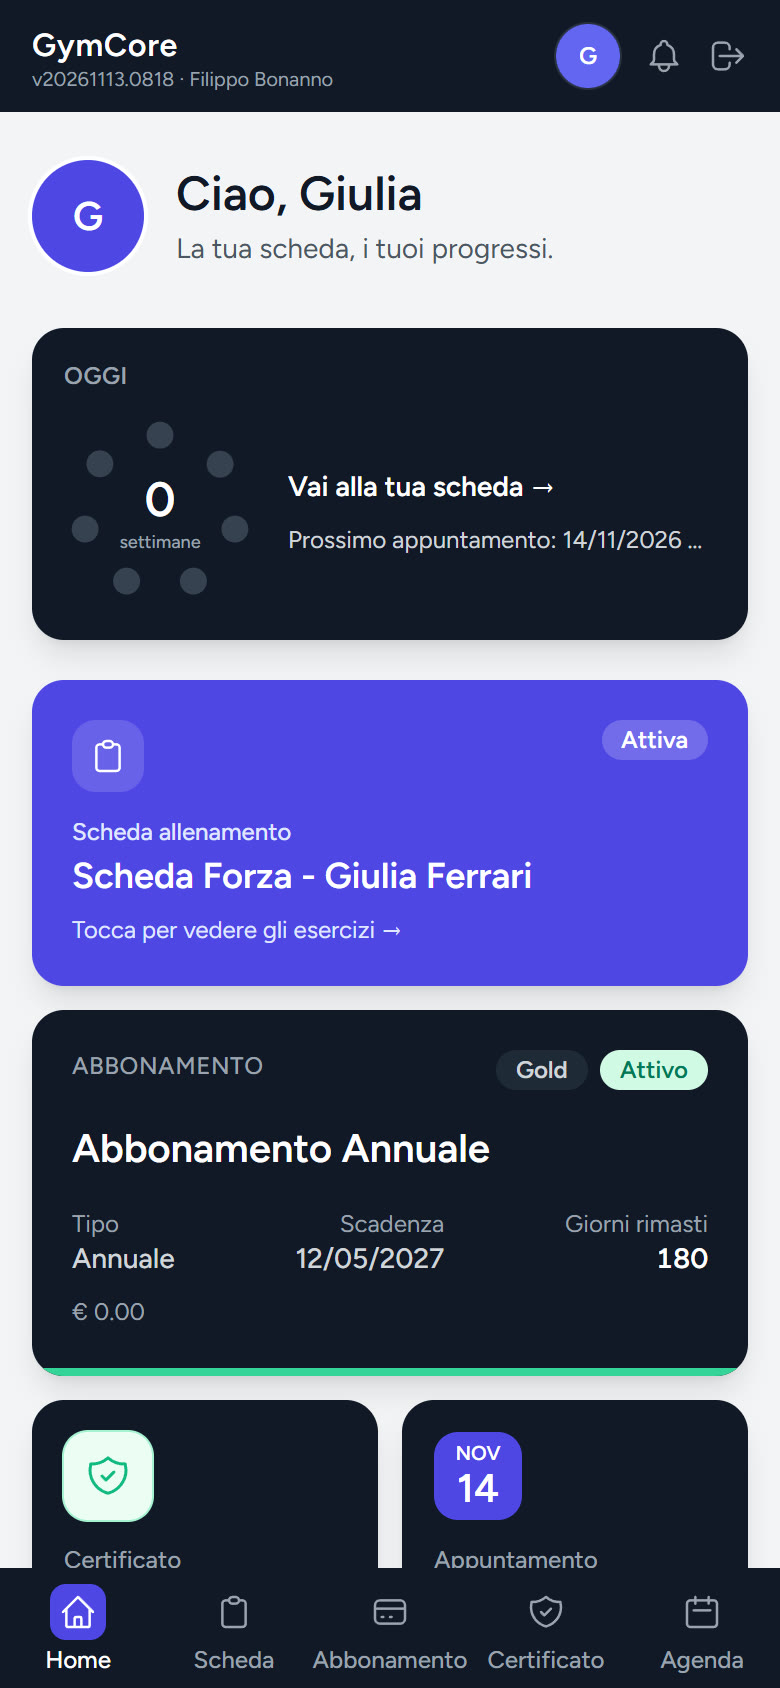 GymCore
v20261113.0818 · Filippo Bonanno
G
G
Ciao, Giulia
La tua scheda, i tuoi progressi.
OGGI
0
settimane
Vai alla tua scheda →
Prossimo appuntamento: 14/11/2026 ...
Attiva
Scheda allenamento
Scheda Forza - Giulia Ferrari
Tocca per vedere gli esercizi →
ABBONAMENTO
Gold
Attivo
Abbonamento Annuale
Tipo
Scadenza
Giorni rimasti
Annuale
12/05/2027
180
€ 0.00
NOV
14
Certificato
Appuntamento
Home
Scheda
Abbonamento
Certificato
Agenda